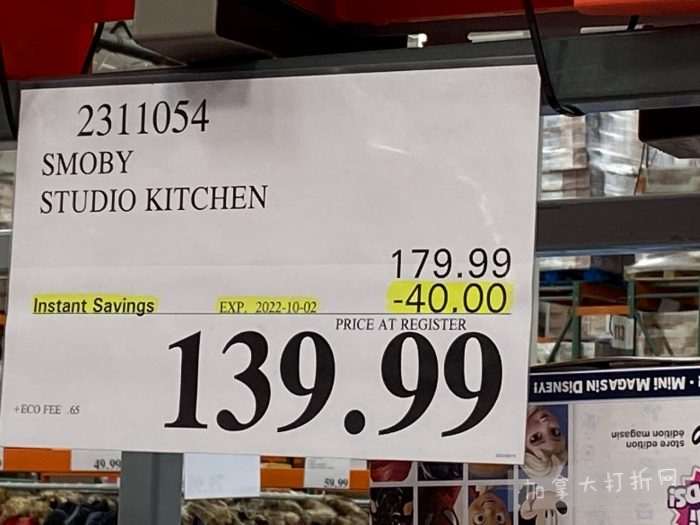 2311054
SMOBY
STUDIO KITCHEN
179.99
Instant Savings EXP. 2022-10-02 -40.00
PRICE AT REGISTER
139.99
+ECO FEE .65
49.99
59.99
• MINI MAGASIN DISNEY!
store edition
édition magasin
加拿大打折网